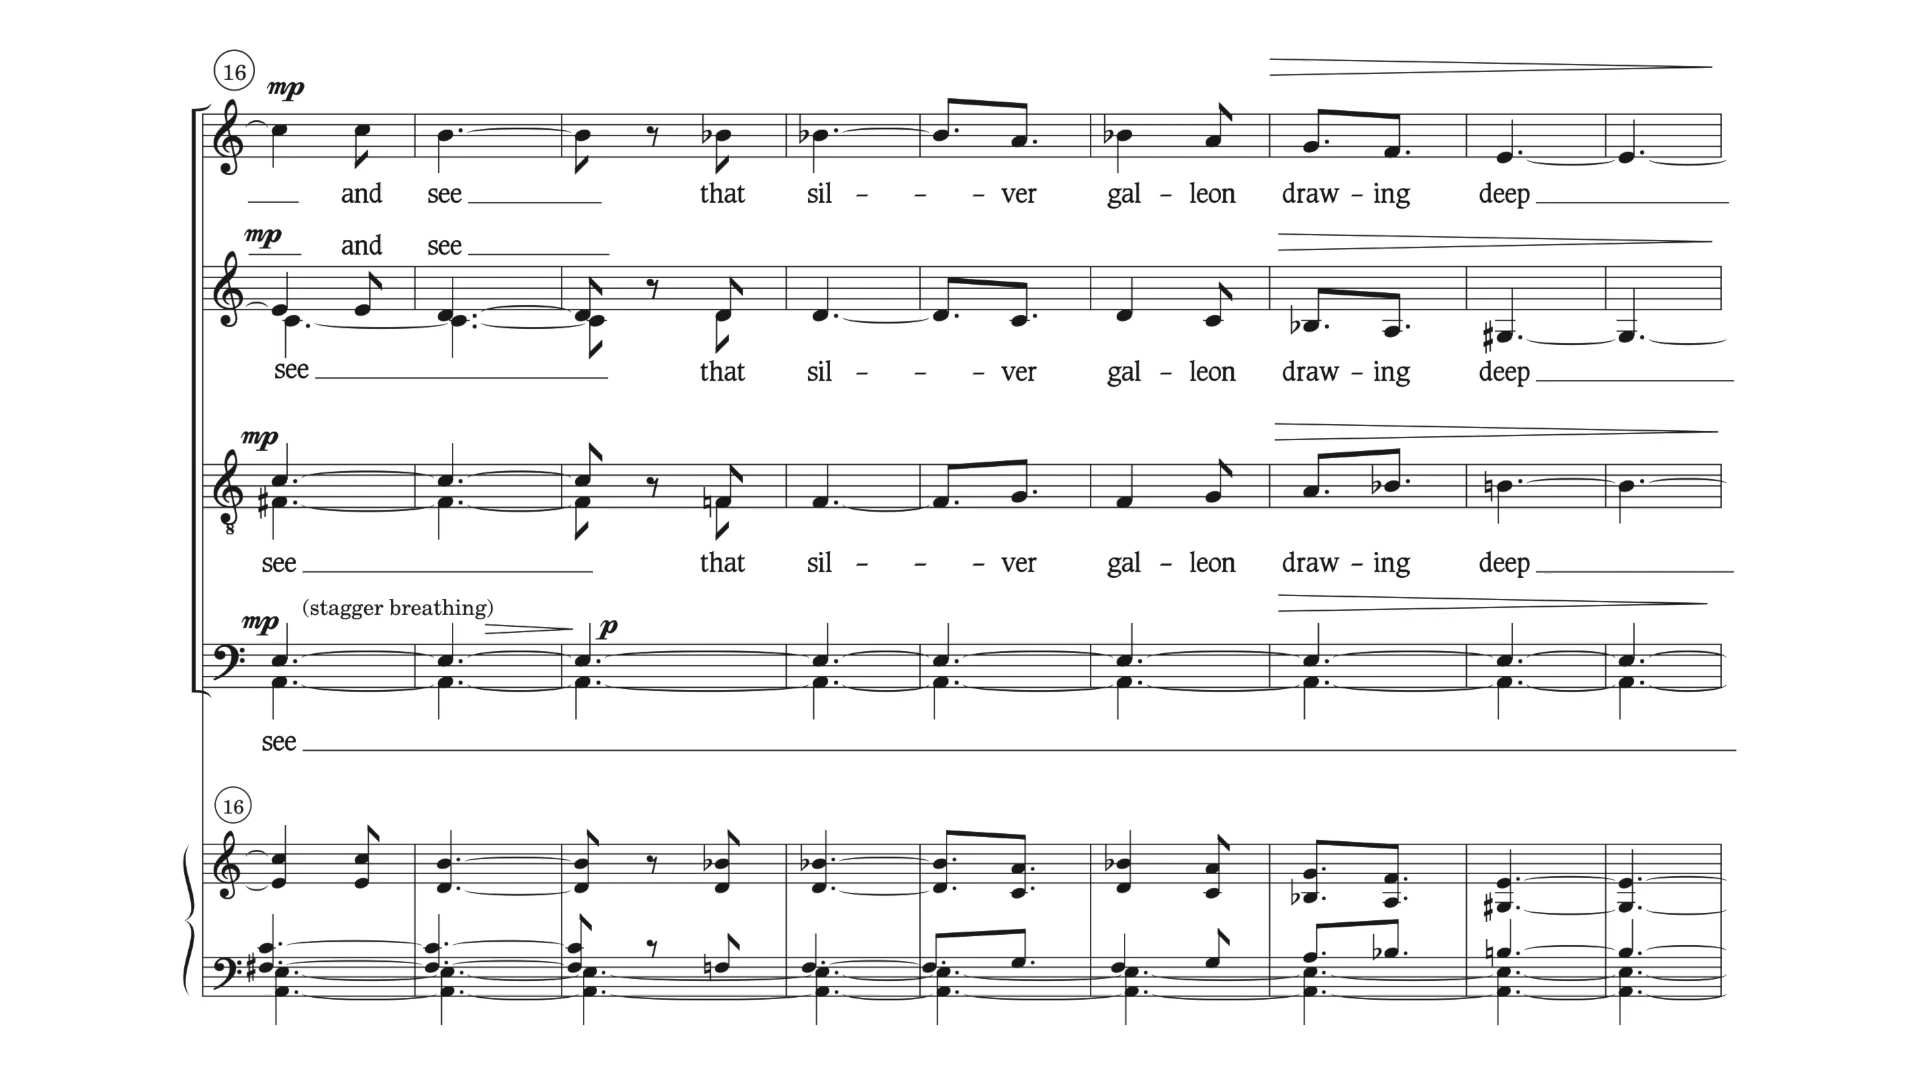 16
mp
and see that sil - - - ver gal - leon draw - ing deep
mp and see
see that sil - - - ver gal - leon draw - ing deep
mp
8
see that sil - - - ver gal - leon draw - ing deep
(stagger breathing)
mp p
see
16